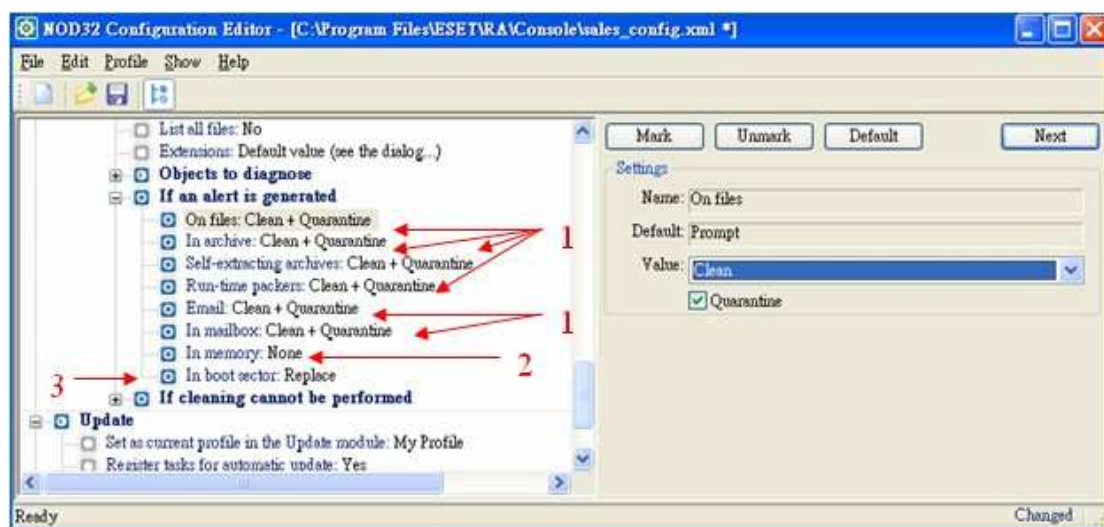 NOD32 Configuration Editor - [C:\Program Files\ESET\RA\Console\sales_config.xml *]
File Edit Profile Show Help
List all files: No
Extensions: Default value (see the dialog...)
Objects to diagnose
If an alert is generated
On files: Clean + Quarantine
In archive: Clean + Quarantine
Self-extracting archives: Clean + Quarantine
Run-time packers: Clean + Quarantine
Email: Clean + Quarantine
In mailbox: Clean + Quarantine
In memory: None
In boot sector: Replace
If cleaning cannot be performed
Update
Set as current profile in the Update module: My Profile
Register tasks for automatic update: Yes
1
1
2
3
Mark Unmark Default Next
Settings
Name: On files
Default: Prompt
Value: Clean
Quarantine
Ready Changed